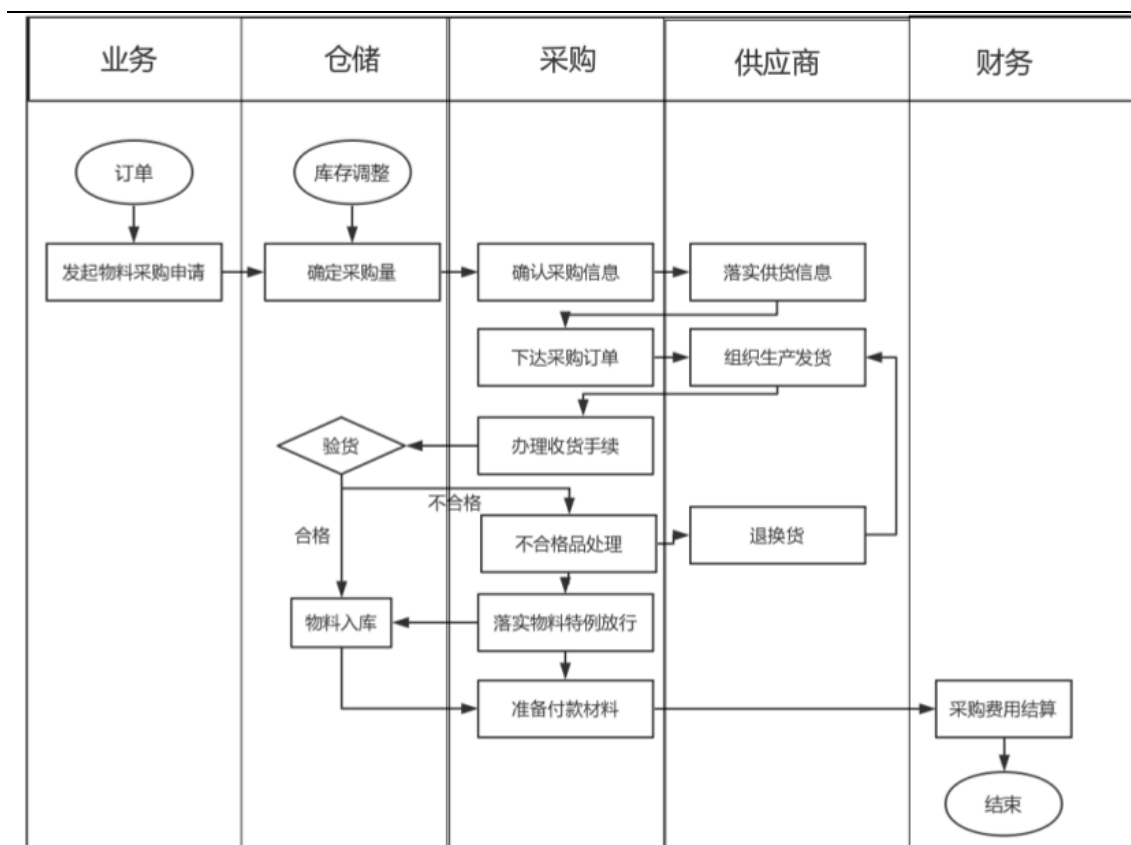 业务
仓储
采购
供应商
财务
订单
库存调整
发起物料采购申请
确定采购量
确认采购信息
落实供货信息
下达采购订单
组织生产发货
验货
办理收货手续
不合格
合格
不合格品处理
退换货
物料入库
落实物料特例放行
准备付款材料
采购费用结算
结束